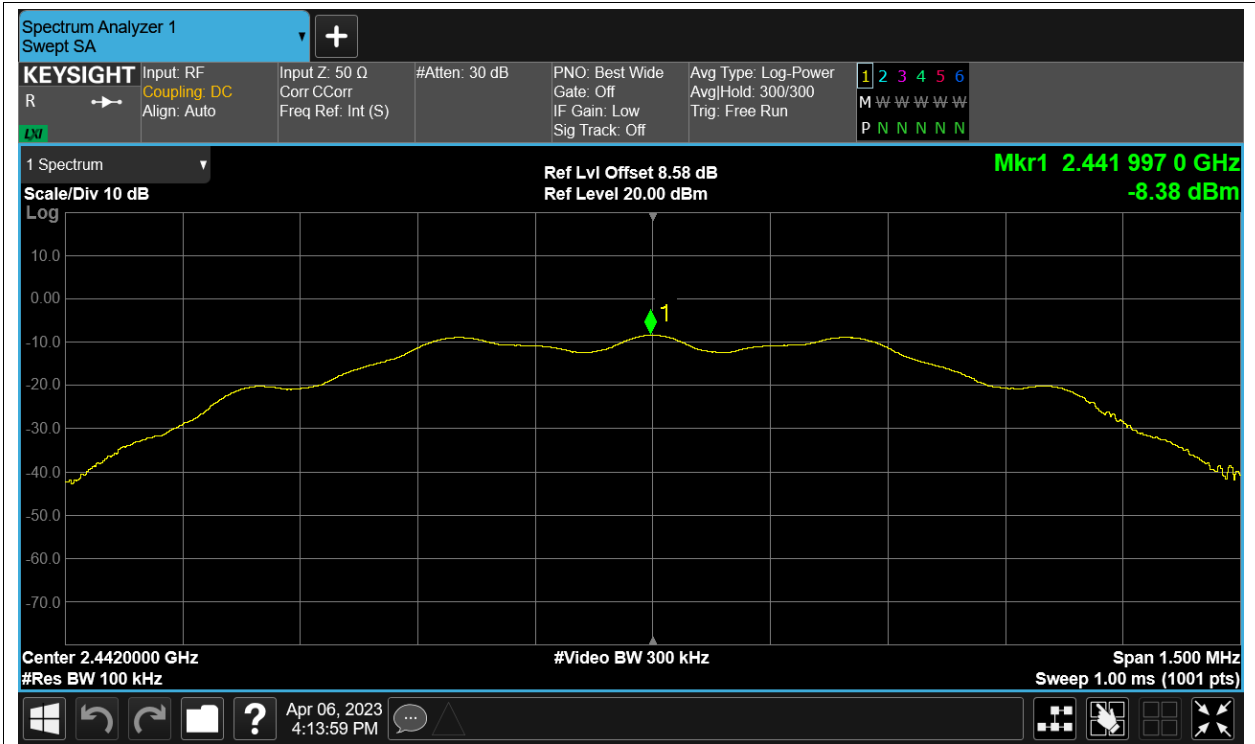 Spectrum Analyzer 1
Swept SA
KEYSIGHT
R
LXI
Input: RF
Coupling: DC
Align: Auto
Input Z: 50 Ω
Corr CCorr
Freq Ref: Int (S)
#Atten: 30 dB
PNO: Best Wide
Gate: Off
IF Gain: Low
Sig Track: Off
Avg Type: Log-Power
Avg|Hold: 300/300
Trig: Free Run
1 2 3 4 5 6
M W W W W W
P N N N N N
1 Spectrum
Scale/Div 10 dB
Log
Ref Lvl Offset 8.58 dB
Ref Level 20.00 dBm
Mkr1 2.441 997 0 GHz
-8.38 dBm
10.0
0.00
-10.0
-20.0
-30.0
-40.0
-50.0
-60.0
-70.0
1
Center 2.4420000 GHz
#Res BW 100 kHz
#Video BW 300 kHz
Span 1.500 MHz
Sweep 1.00 ms (1001 pts)
?
Apr 06, 2023
4:13:59 PM